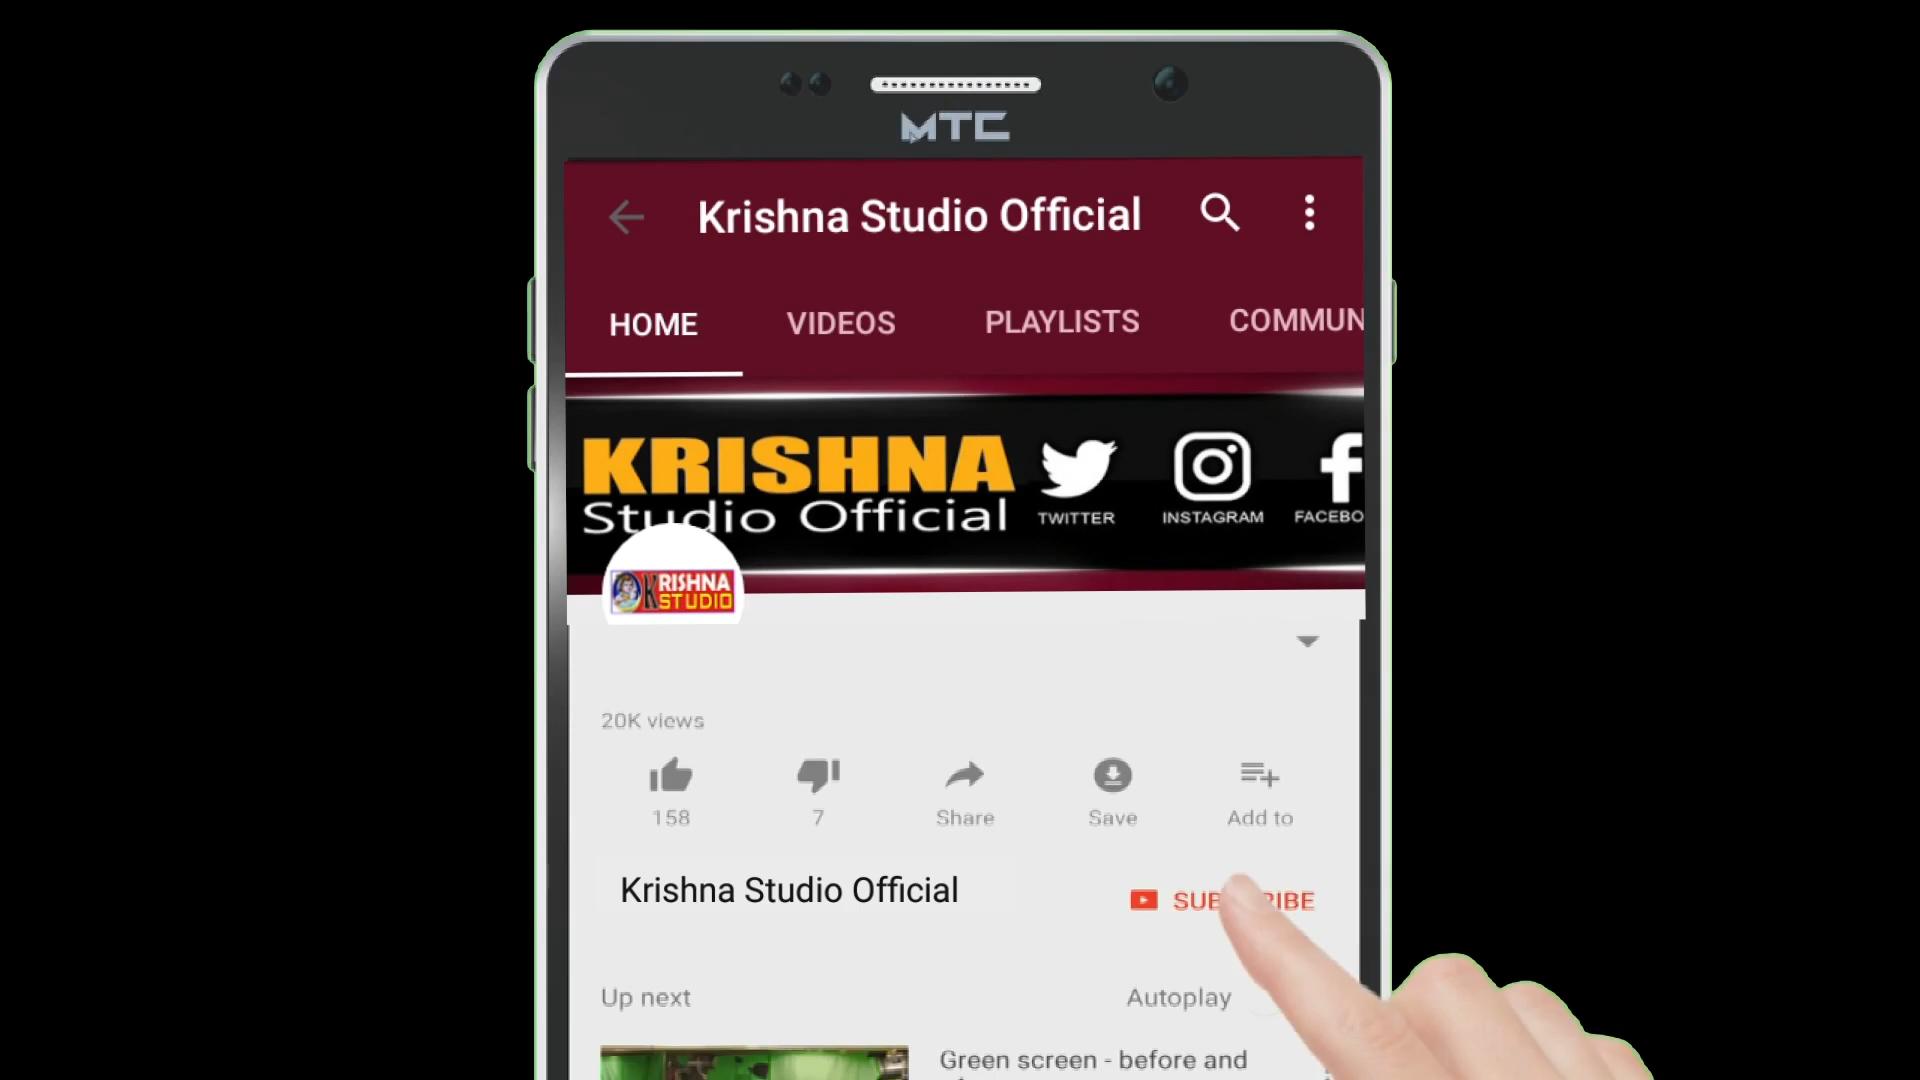 MTC
Krishna Studio Official
HOME VIDEOS PLAYLISTS COMMUN
KRISHNA
Studio Official
TWITTER INSTAGRAM FACEBO
KRISHNA
STUDIO
20K views
158 7 Share Save Add to
Krishna Studio Official
Up next Autoplay
Green screen - before and